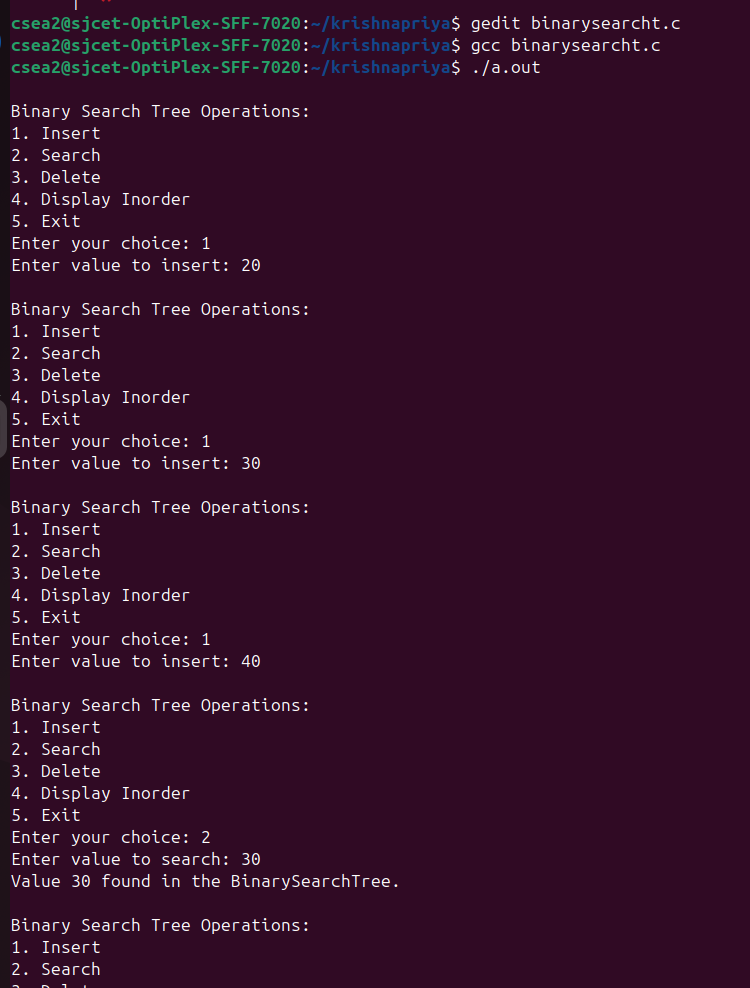 csea2@sjcet-OptiPlex-SFF-7020:~/krishnapriya$ gedit binarysearcht.c
csea2@sjcet-OptiPlex-SFF-7020:~/krishnapriya$ gcc binarysearcht.c
csea2@sjcet-OptiPlex-SFF-7020:~/krishnapriya$ ./a.out

Binary Search Tree Operations:
1. Insert
2. Search
3. Delete
4. Display Inorder
5. Exit
Enter your choice: 1
Enter value to insert: 20

Binary Search Tree Operations:
1. Insert
2. Search
3. Delete
4. Display Inorder
5. Exit
Enter your choice: 1
Enter value to insert: 30

Binary Search Tree Operations:
1. Insert
2. Search
3. Delete
4. Display Inorder
5. Exit
Enter your choice: 1
Enter value to insert: 40

Binary Search Tree Operations:
1. Insert
2. Search
3. Delete
4. Display Inorder
5. Exit
Enter your choice: 2
Enter value to search: 30
Value 30 found in the BinarySearchTree.

Binary Search Tree Operations:
1. Insert
2. Search